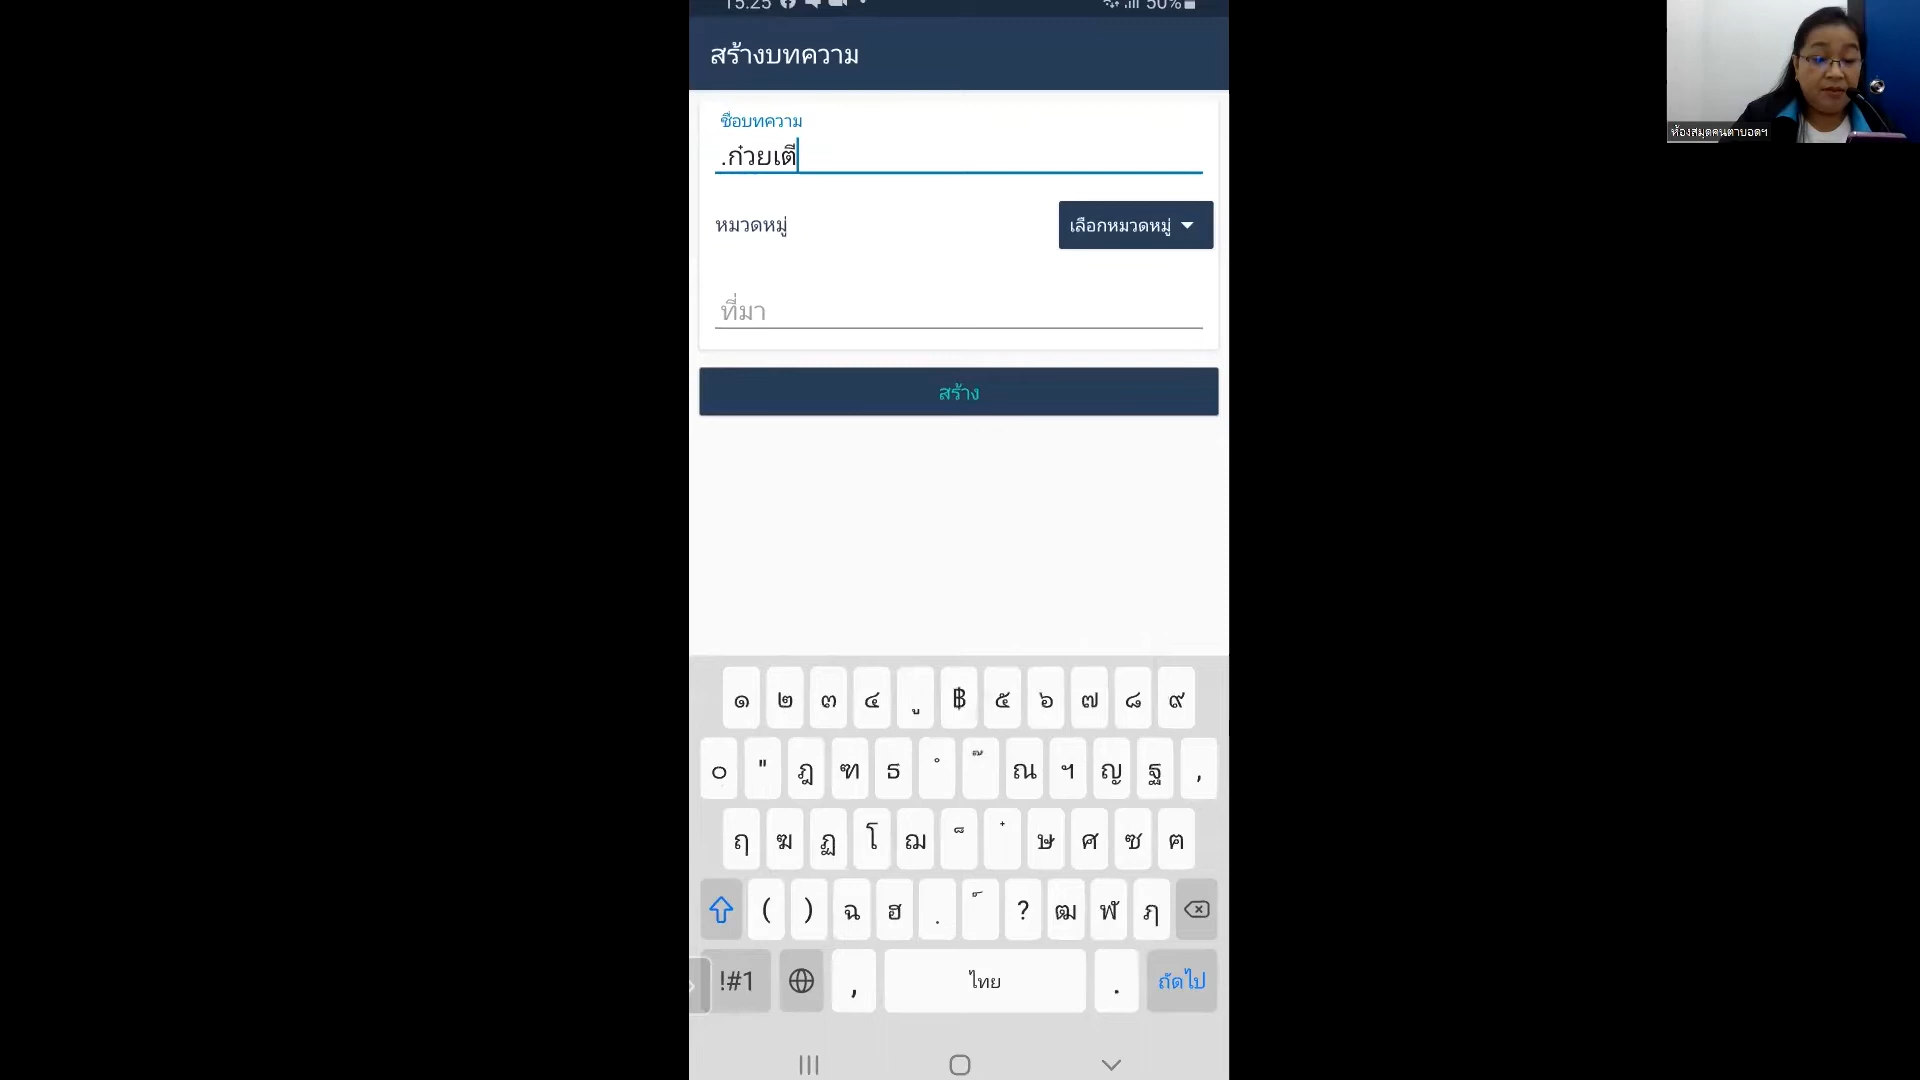 15.25 50%
สร้างบทความ
ชื่อบทความ
.ก๋วยเตี
หมวดหมู่ เลือกหมวดหมู่
ที่มา
สร้าง
๑ ๒ ๓ ๔ ู ฿ ๕ ๖ ๗ ๘ ๙
๐ " ฎ ฑ ธ ํ ๊ ณ ฯ ญ ฐ ,
ฤ ฆ ฏ โ ฌ ็ ๋ ษ ศ ซ ฅ
( ) ฉ ฮ ฺ ์ ? ฒ ฬ ฦ
!#1 , ไทย . ถัดไป
ห้องสมุดคนตาบอดฯ